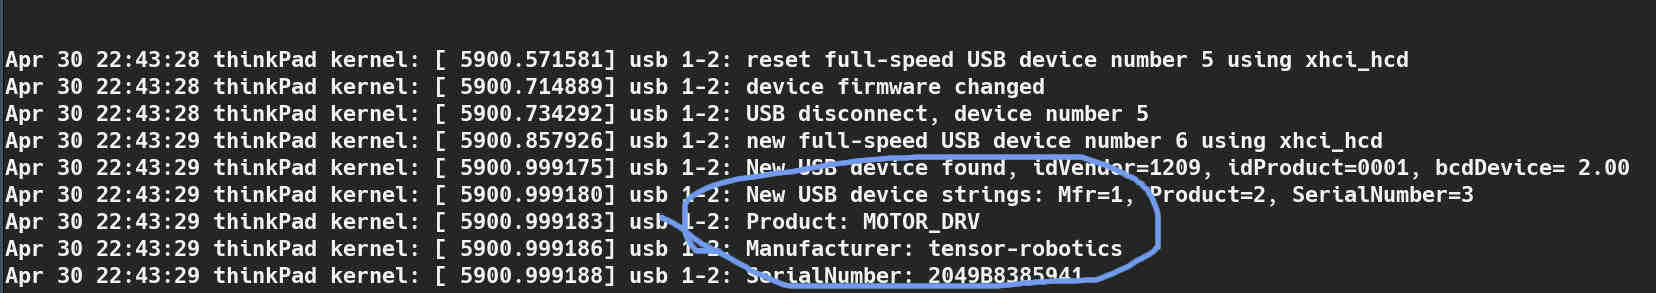 Apr 30 22:43:28 thinkPad kernel: [ 5900.571581] usb 1-2: reset full-speed USB device number 5 using xhci_hcd
Apr 30 22:43:28 thinkPad kernel: [ 5900.714889] usb 1-2: device firmware changed
Apr 30 22:43:28 thinkPad kernel: [ 5900.734292] usb 1-2: USB disconnect, device number 5
Apr 30 22:43:29 thinkPad kernel: [ 5900.857926] usb 1-2: new full-speed USB device number 6 using xhci_hcd
Apr 30 22:43:29 thinkPad kernel: [ 5900.999175] usb 1-2: New USB device found, idVendor=1209, idProduct=0001, bcdDevice= 2.00
Apr 30 22:43:29 thinkPad kernel: [ 5900.999180] usb 1-2: New USB device strings: Mfr=1, Product=2, SerialNumber=3
Apr 30 22:43:29 thinkPad kernel: [ 5900.999183] usb 1-2: Product: MOTOR_DRV
Apr 30 22:43:29 thinkPad kernel: [ 5900.999186] usb 1-2: Manufacturer: tensor-robotics
Apr 30 22:43:29 thinkPad kernel: [ 5900.999188] usb 1-2: SerialNumber: 2049B8385941